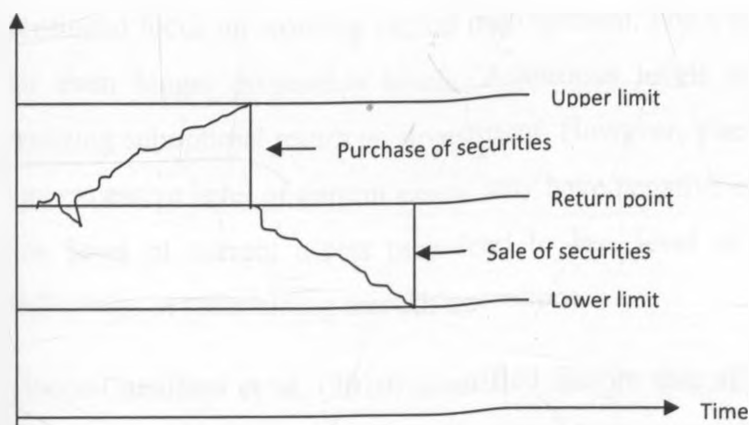 Upper limit
Purchase of securities
Return point
Sale of securities
Lower limit
Time